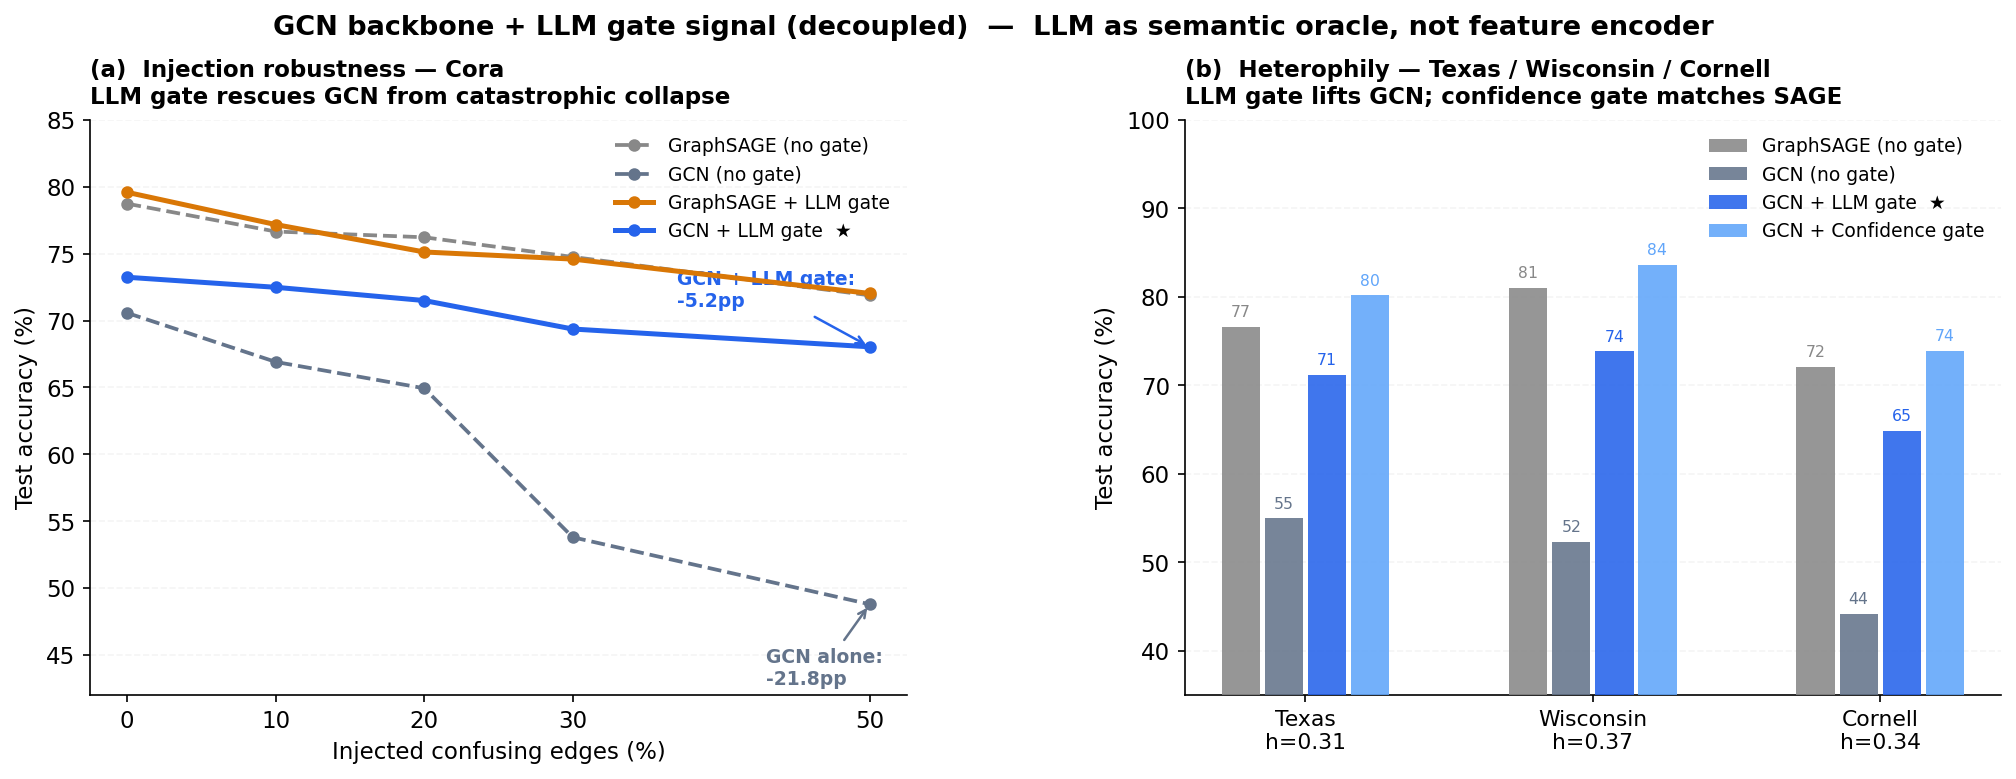 GCN backbone + LLM gate signal (decoupled)  —  LLM as semantic oracle, not feature encoder
(a)  Injection robustness — Cora
LLM gate rescues GCN from catastrophic collapse
Test accuracy (%)
85
80
75
70
65
60
55
50
45
GraphSAGE (no gate)
GCN (no gate)
GraphSAGE + LLM gate
GCN + LLM gate ★
GCN + LLM gate:
-5.2pp
GCN alone:
-21.8pp
0 10 20 30 50
Injected confusing edges (%)
(b)  Heterophily — Texas / Wisconsin / Cornell
LLM gate lifts GCN; confidence gate matches SAGE
Test accuracy (%)
100
90
80
70
60
50
40
GraphSAGE (no gate)
GCN (no gate)
GCN + LLM gate ★
GCN + Confidence gate
77 55 71 80
81 52 74 84
72 44 65 74
Texas Wisconsin Cornell
h=0.31 h=0.37 h=0.34